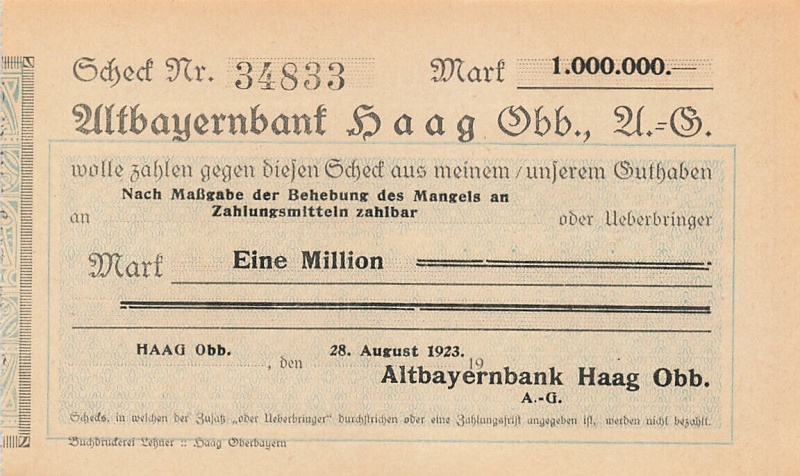 Scheck Nr. 34833 Mark 1.000.000.—
Altbayernbank Haag Obb., A.=G.
wolle zahlen gegen diesen Scheck aus meinem / unserem Guthaben
Nach Maßgabe der Behebung des Mangels an
an Zahlungsmitteln zahlbar oder Ueberbringer
Mark Eine Million
HAAG Obb., den 28. August 1923. 19
Altbayernbank Haag Obb.
A.-G.
Schecks, in welchen der Zusatz „oder Ueberbringer" durchstrichen oder eine Zahlungsfrist angegeben ist, werden nicht bezahlt.
Buchdruckerei Lehner :: Haag Oberbayern